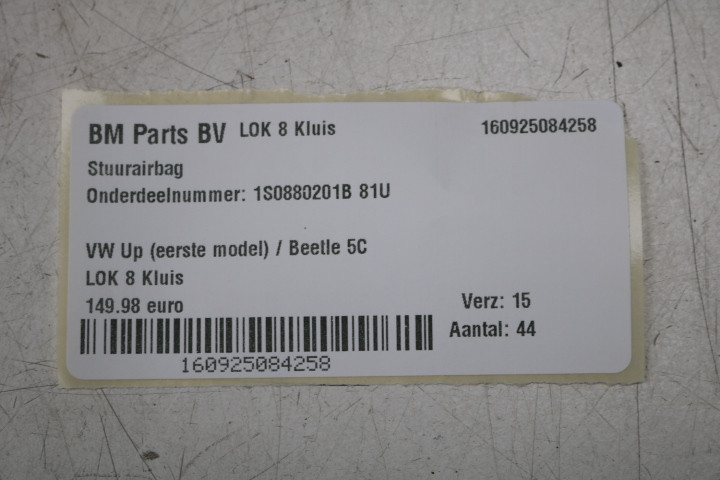 BM Parts BV LOK 8 Kluis 160925084258
Stuurairbag
Onderdeelnummer: 1S0880201B 81U
VW Up (eerste model) / Beetle 5C
LOK 8 Kluis
149.98 euro Verz: 15
Aantal: 44
160925084258